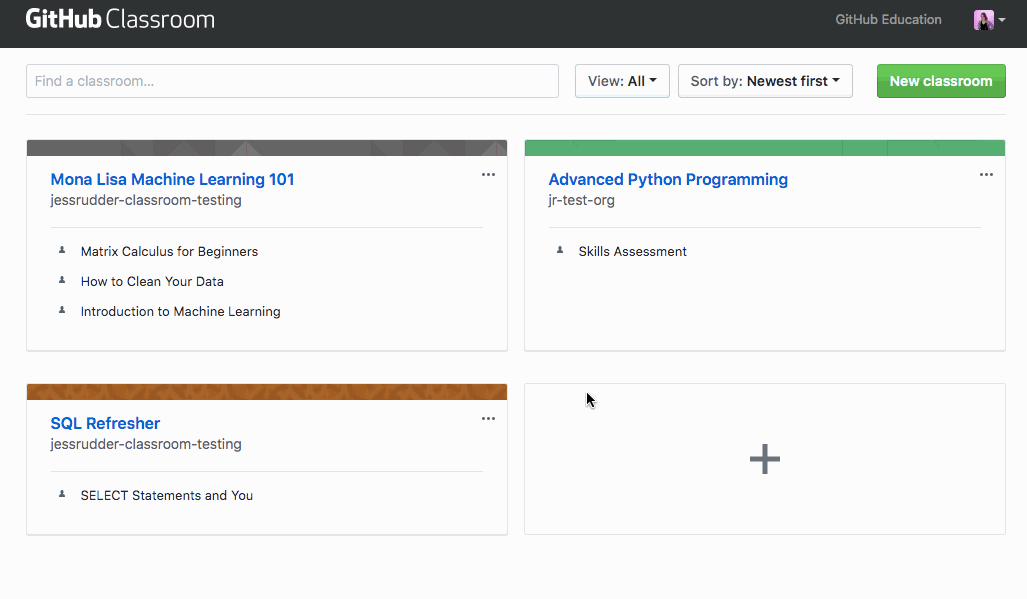 GitHub Classroom
GitHub Education
Find a classroom...
View: All
Sort by: Newest first
New classroom
Mona Lisa Machine Learning 101
jessrudder-classroom-testing
Matrix Calculus for Beginners
How to Clean Your Data
Introduction to Machine Learning
Advanced Python Programming
jr-test-org
Skills Assessment
SQL Refresher
jessrudder-classroom-testing
SELECT Statements and You